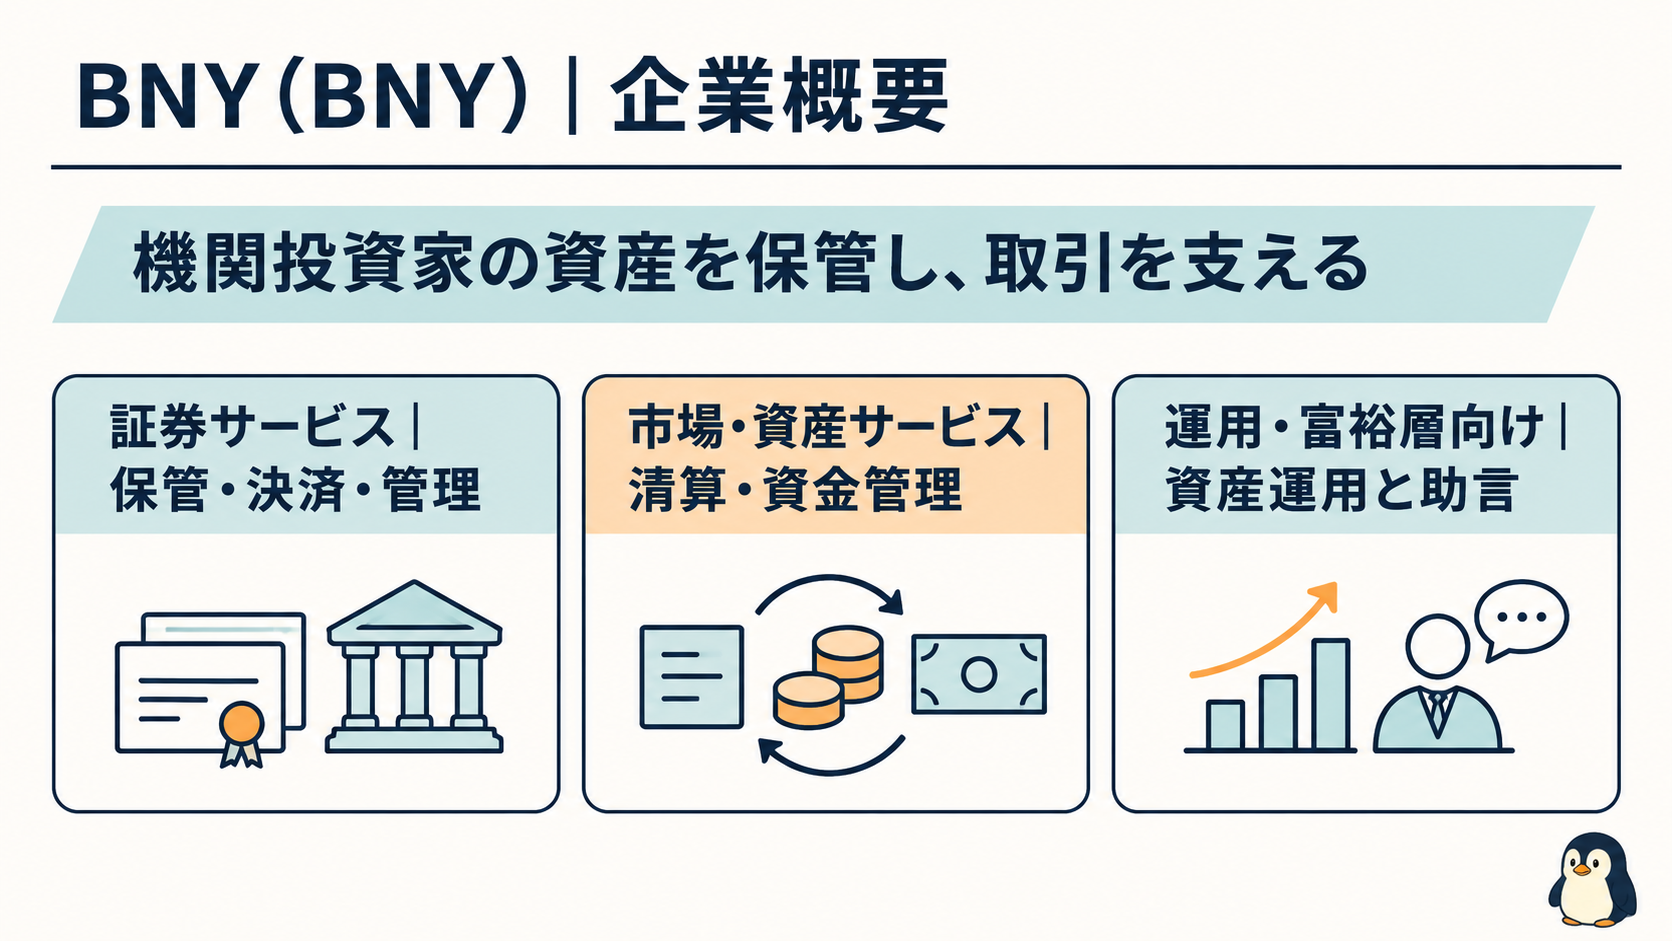 BNY（BNY）｜企業概要
機関投資家の資産を保管し、取引を支える
証券サービス｜
保管・決済・管理
市場・資産サービス｜
清算・資金管理
運用・富裕層向け｜
資産運用と助言